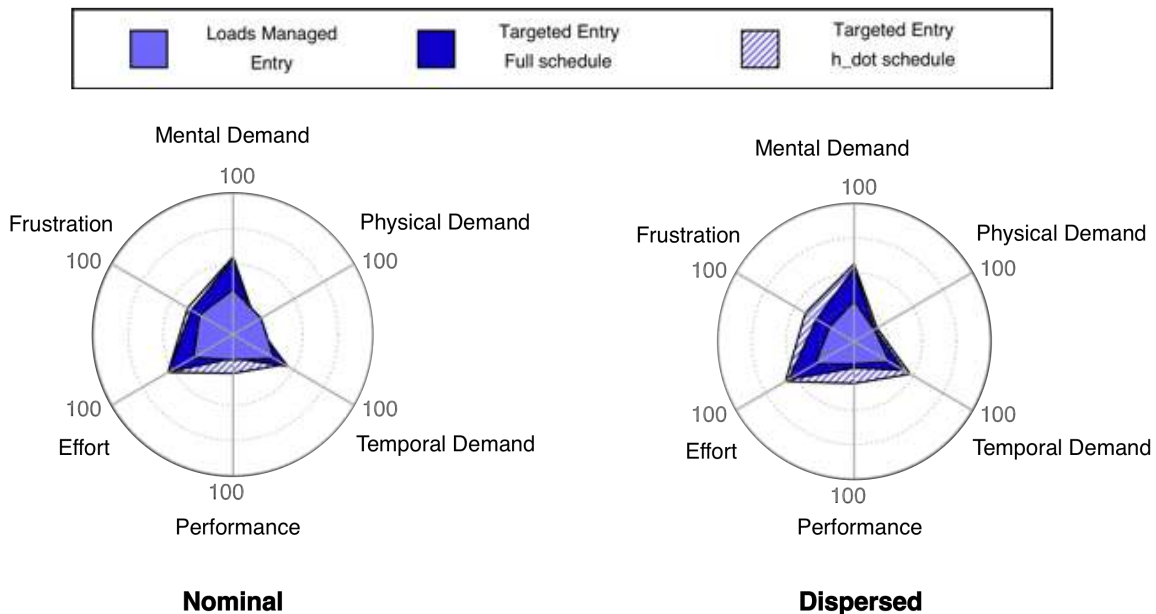 Loads Managed
Entry
Targeted Entry
Full schedule
Targeted Entry
h_dot schedule
Mental Demand
100
Frustration
100
Physical Demand
100
100
Effort
100
Temporal Demand
100
Performance
Nominal
Mental Demand
100
Frustration
100
Physical Demand
100
100
Effort
100
Temporal Demand
100
Performance
Dispersed